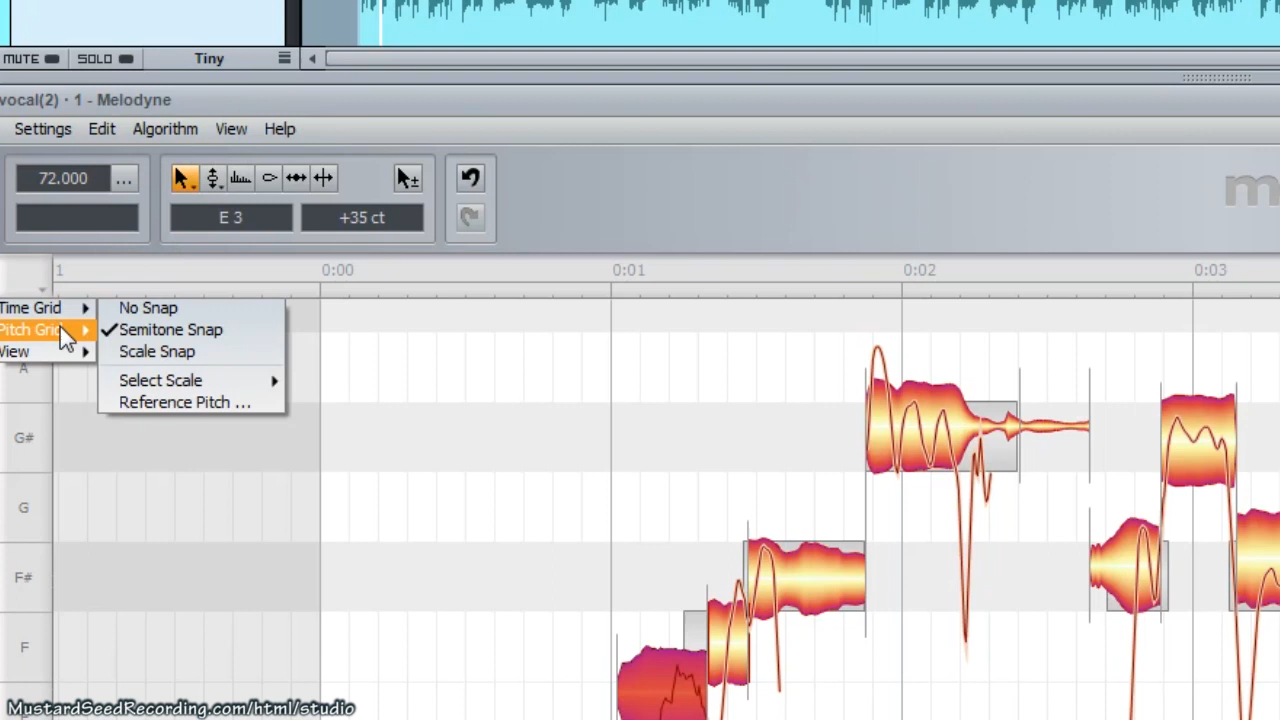 MUTE SOLO Tiny
vocal(2) · 1 - Melodyne
Settings Edit Algorithm View Help
72.000 ...
E 3 +35 ct
m
1 0:00 0:01 0:02 0:03
Time Grid No Snap
Pitch Grid Semitone Snap
View Scale Snap
A
Select Scale
Reference Pitch ...
G#
G
F#
F
MustardSeedRecording.com/html/studio